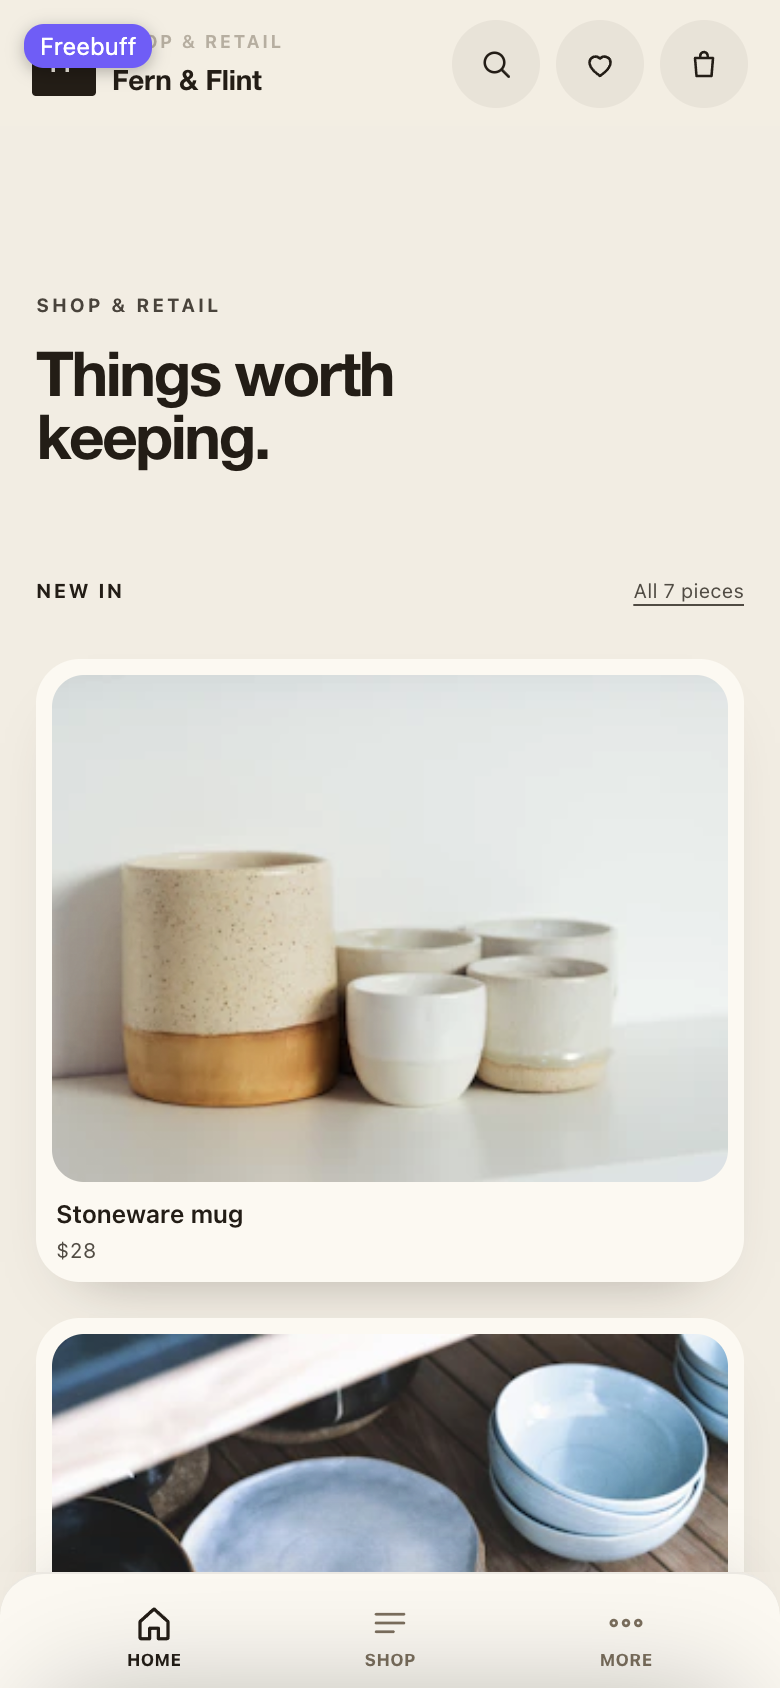 Freebuff
& RETAIL
Fern & Flint
SHOP & RETAIL
Things worth
keeping.
NEW IN
All 7 pieces
Stoneware mug
$28
HOME
SHOP
MORE